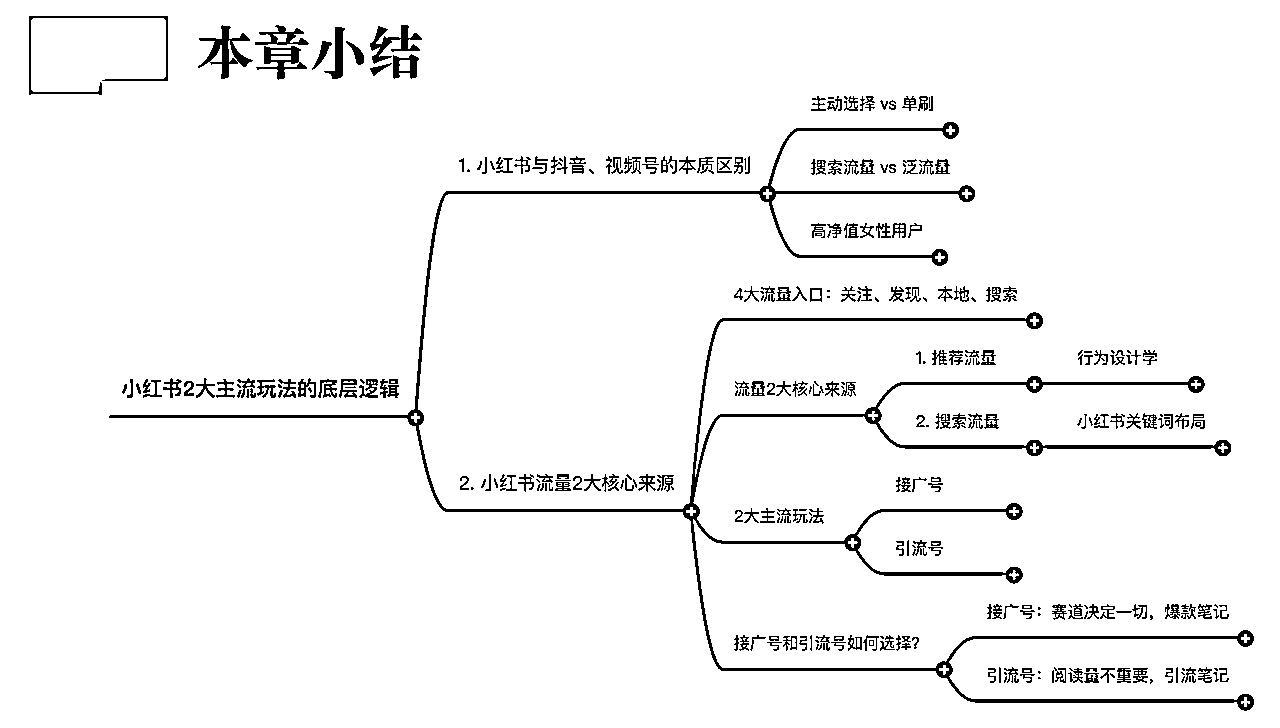 本章小结
小红书2大主流玩法的底层逻辑
1. 小红书与抖音、视频号的本质区别
主动选择 vs 单刷
搜索流量 vs 泛流量
高净值女性用户
2. 小红书流量2大核心来源
4大流量入口：关注、发现、本地、搜索
流量2大核心来源
1. 推荐流量
行为设计学
2. 搜索流量
小红书关键词布局
2大主流玩法
接广号
引流号
接广号和引流号如何选择？
接广号：赛道决定一切，爆款笔记
引流号：阅读量不重要，引流笔记